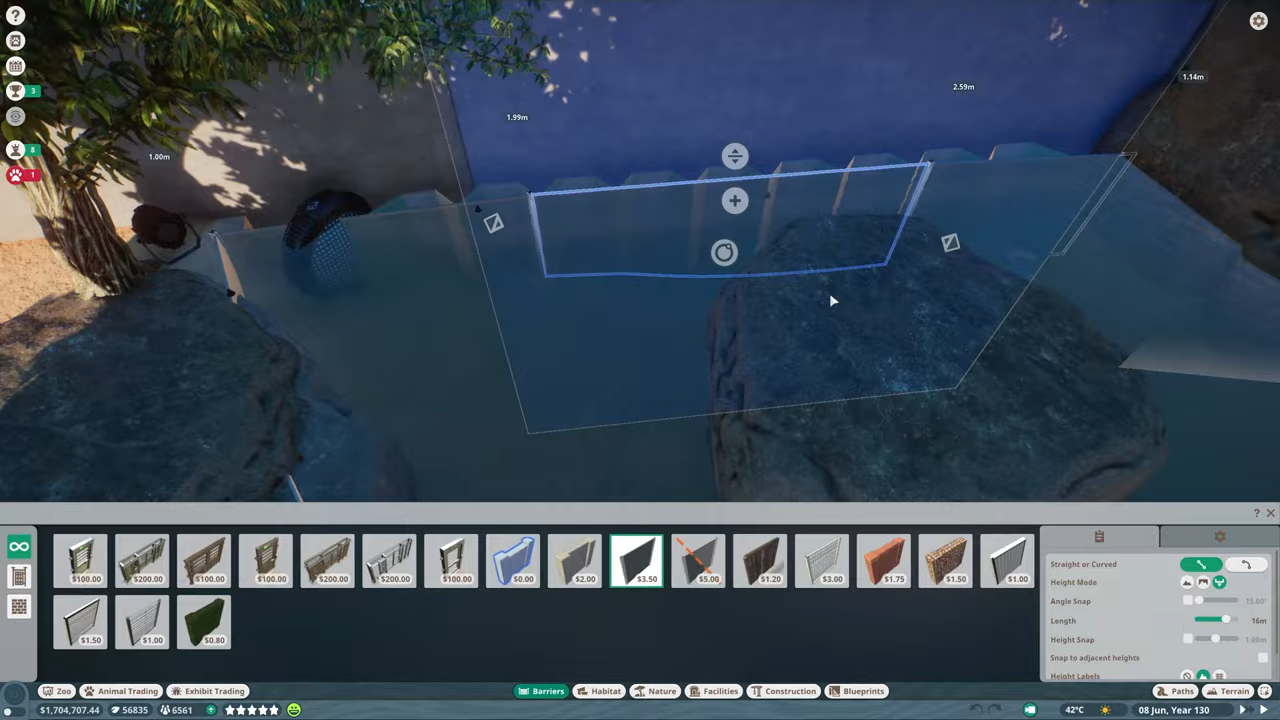 ?
3
8
1
1.00m
1.99m
2.59m
1.14m
? ×
$100.00 $200.00 $100.00 $100.00 $200.00 $200.00 $100.00 $0.00 $2.00 $3.50 $5.00 $1.20 $3.00 $1.75 $1.50 $1.00
$1.50 $1.00 $0.80
Straight or Curved
Height Mode
Angle Snap 15.00°
Length 16m
Height Snap 1.00m
Snap to adjacent heights
Height Labels
Zoo Animal Trading Exhibit Trading Barriers Habitat Nature Facilities Construction Blueprints Paths Terrain
$1,704,707.44 56835 6561 42°C 08 Jun, Year 130